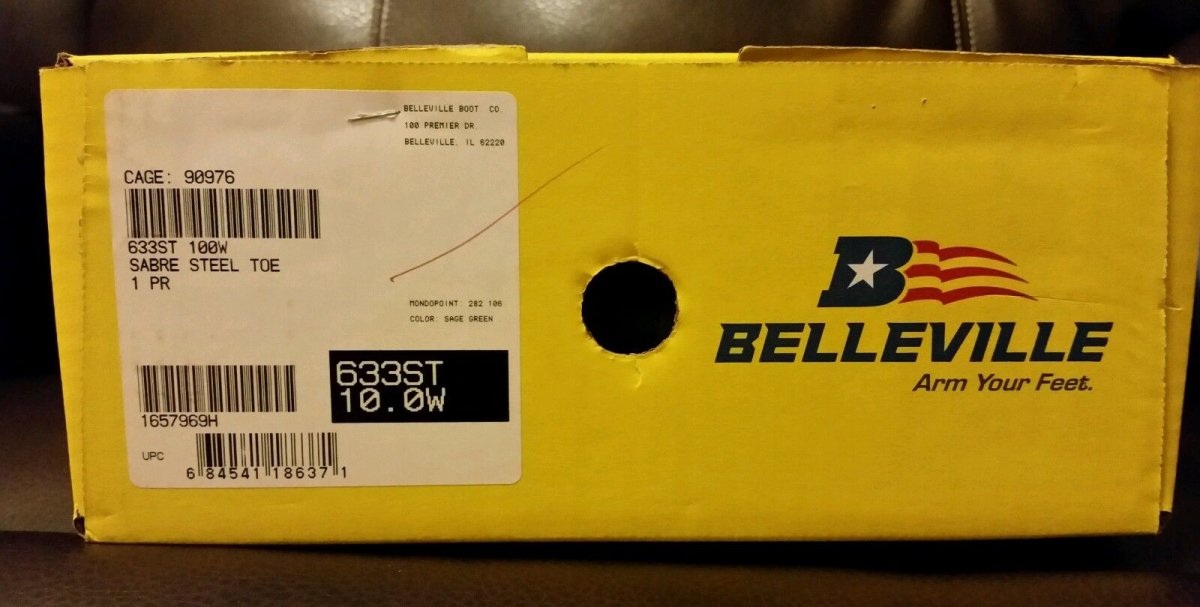 BELLEVILLE BOOT CO.
100 PREMIER DR.
BELLEVILLE, IL 62220
CAGE: 90976
633ST 100W
SABRE STEEL TOE
1 PR
MONDOPOINT: 282 106
COLOR: SAGE GREEN
633ST
10.0W
1657969H
UPC
6 84541 18637 1
B
BELLEVILLE
Arm Your Feet.